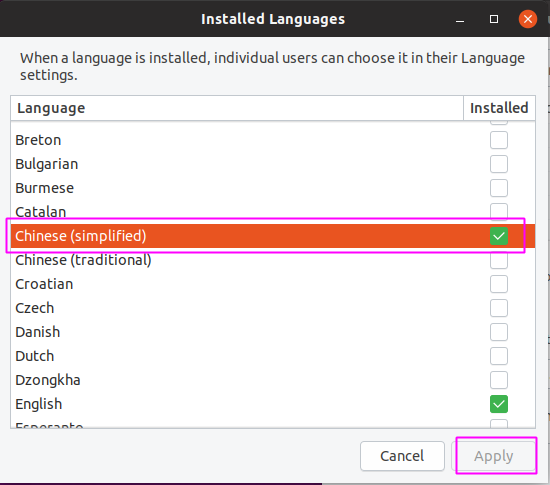 Installed Languages
When a language is installed, individual users can choose it in their Language
settings.
Language Installed
Breton
Bulgarian
Burmese
Catalan
Chinese (simplified)
Chinese (traditional)
Croatian
Czech
Danish
Dutch
Dzongkha
English
Esperanto
Cancel Apply